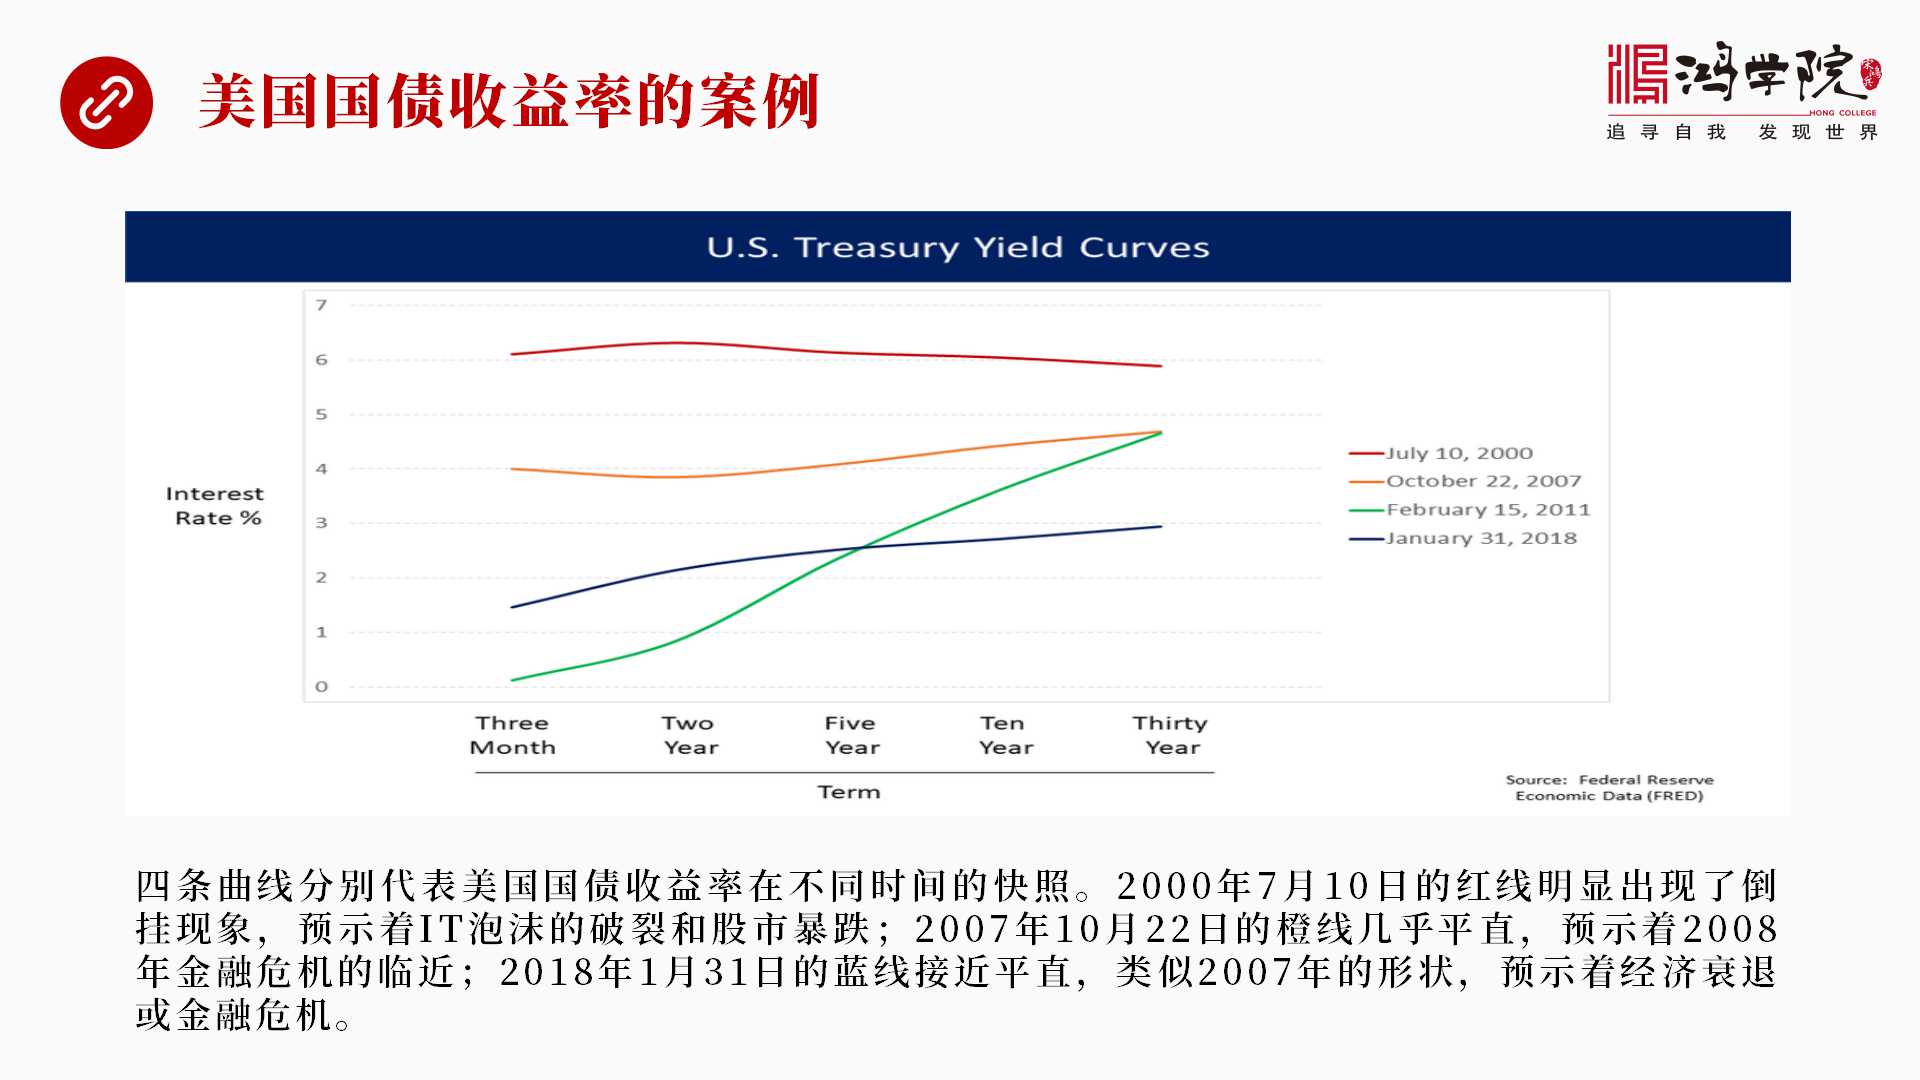 美国国债收益率的案例
鸿学院
宋鸿兵
HONG COLLEGE
追寻自我 发现世界
U.S. Treasury Yield Curves
7
6
5
4
3
2
1
0
Interest
Rate %
July 10, 2000
October 22, 2007
February 15, 2011
January 31, 2018
Three Month
Two Year
Five Year
Ten Year
Thirty Year
Term
Source: Federal Reserve
Economic Data (FRED)
四条曲线分别代表美国国债收益率在不同时间的快照。2000年7月10日的红线明显出现了倒
挂现象，预示着IT泡沫的破裂和股市暴跌；2007年10月22日的橙线几乎平直，预示着2008
年金融危机的临近；2018年1月31日的蓝线接近平直，类似2007年的形状，预示着经济衰退
或金融危机。